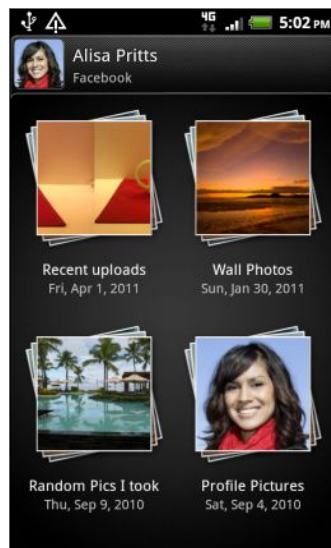 4G
5:02 PM
Alisa Pritts
Facebook
Recent uploads
Fri, Apr 1, 2011
Wall Photos
Sun, Jan 30, 2011
Random Pics I took
Thu, Sep 9, 2010
Profile Pictures
Sat, Sep 4, 2010